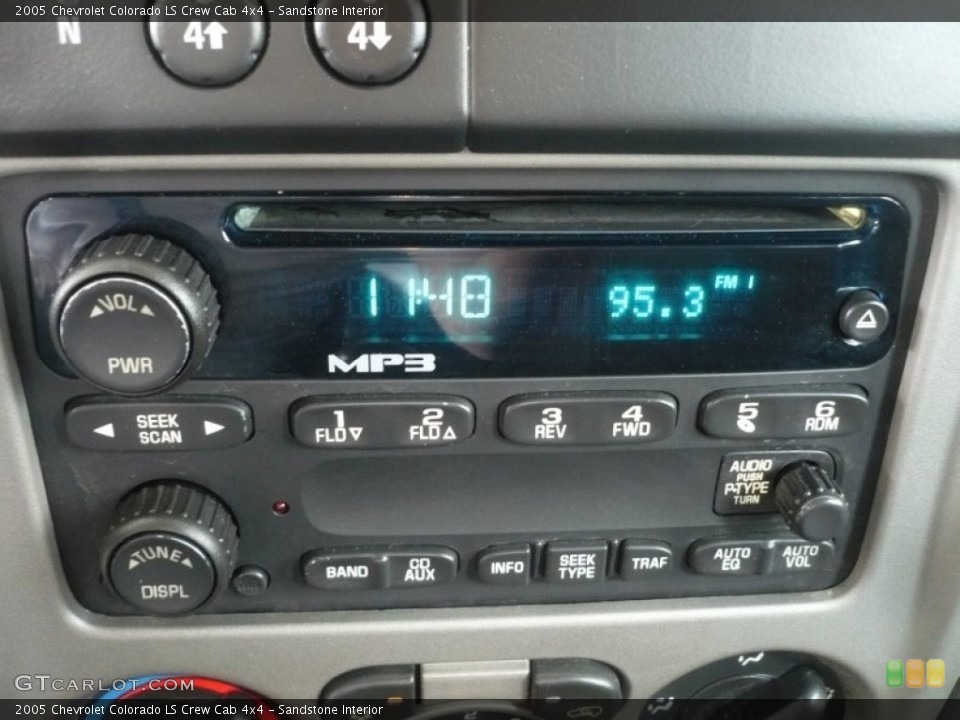 2005 Chevrolet Colorado LS Crew Cab 4x4 – Sandstone Interior
N 4 4
VOL
PWR
11:48
95.3 FM 1
MP3
SEEK
SCAN
1
FLD
2
FLD
3
REV
4
FWD
5
6
RDM
AUDIO
PUSH
P-TYPE
TURN
TUNE
DISPL
BAND
CD
AUX
INFO
SEEK
TYPE
TRAF
AUTO
EQ
AUTO
VOL
GTCarlot.com
2005 Chevrolet Colorado LS Crew Cab 4x4 – Sandstone Interior